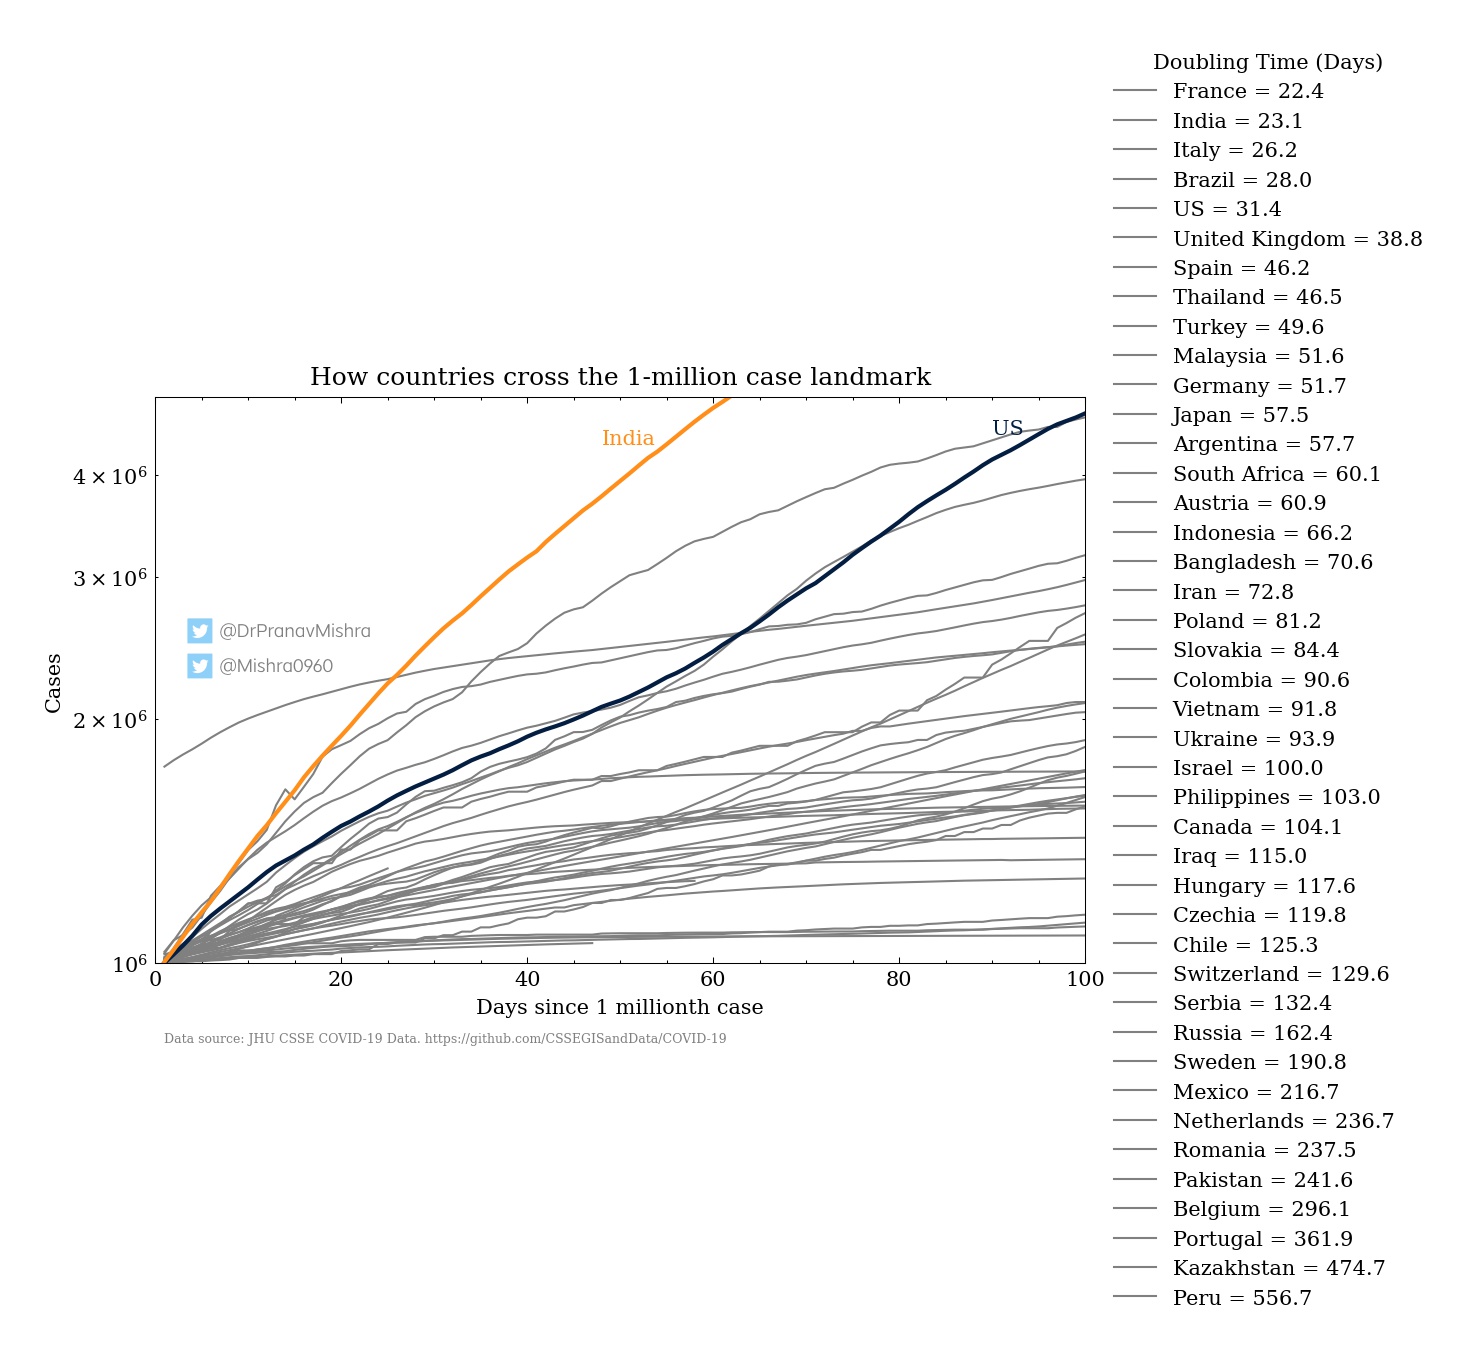 Doubling Time (Days)
France = 22.4
India = 23.1
Italy = 26.2
Brazil = 28.0
US = 31.4
United Kingdom = 38.8
Spain = 46.2
Thailand = 46.5
Turkey = 49.6
Malaysia = 51.6
Germany = 51.7
Japan = 57.5
Argentina = 57.7
South Africa = 60.1
Austria = 60.9
Indonesia = 66.2
Bangladesh = 70.6
Iran = 72.8
Poland = 81.2
Slovakia = 84.4
Colombia = 90.6
Vietnam = 91.8
Ukraine = 93.9
Israel = 100.0
Philippines = 103.0
Canada = 104.1
Iraq = 115.0
Hungary = 117.6
Czechia = 119.8
Chile = 125.3
Switzerland = 129.6
Serbia = 132.4
Russia = 162.4
Sweden = 190.8
Mexico = 216.7
Netherlands = 236.7
Romania = 237.5
Pakistan = 241.6
Belgium = 296.1
Portugal = 361.9
Kazakhstan = 474.7
Peru = 556.7
How countries cross the 1-million case landmark
India
US
4 × 10⁶
3 × 10⁶
@DrPranavMishra
@Mishra0960
Cases
2 × 10⁶
10⁶
0 20 40 60 80 100
Days since 1 millionth case
Data source: JHU CSSE COVID-19 Data. https://github.com/CSSEGISandData/COVID-19